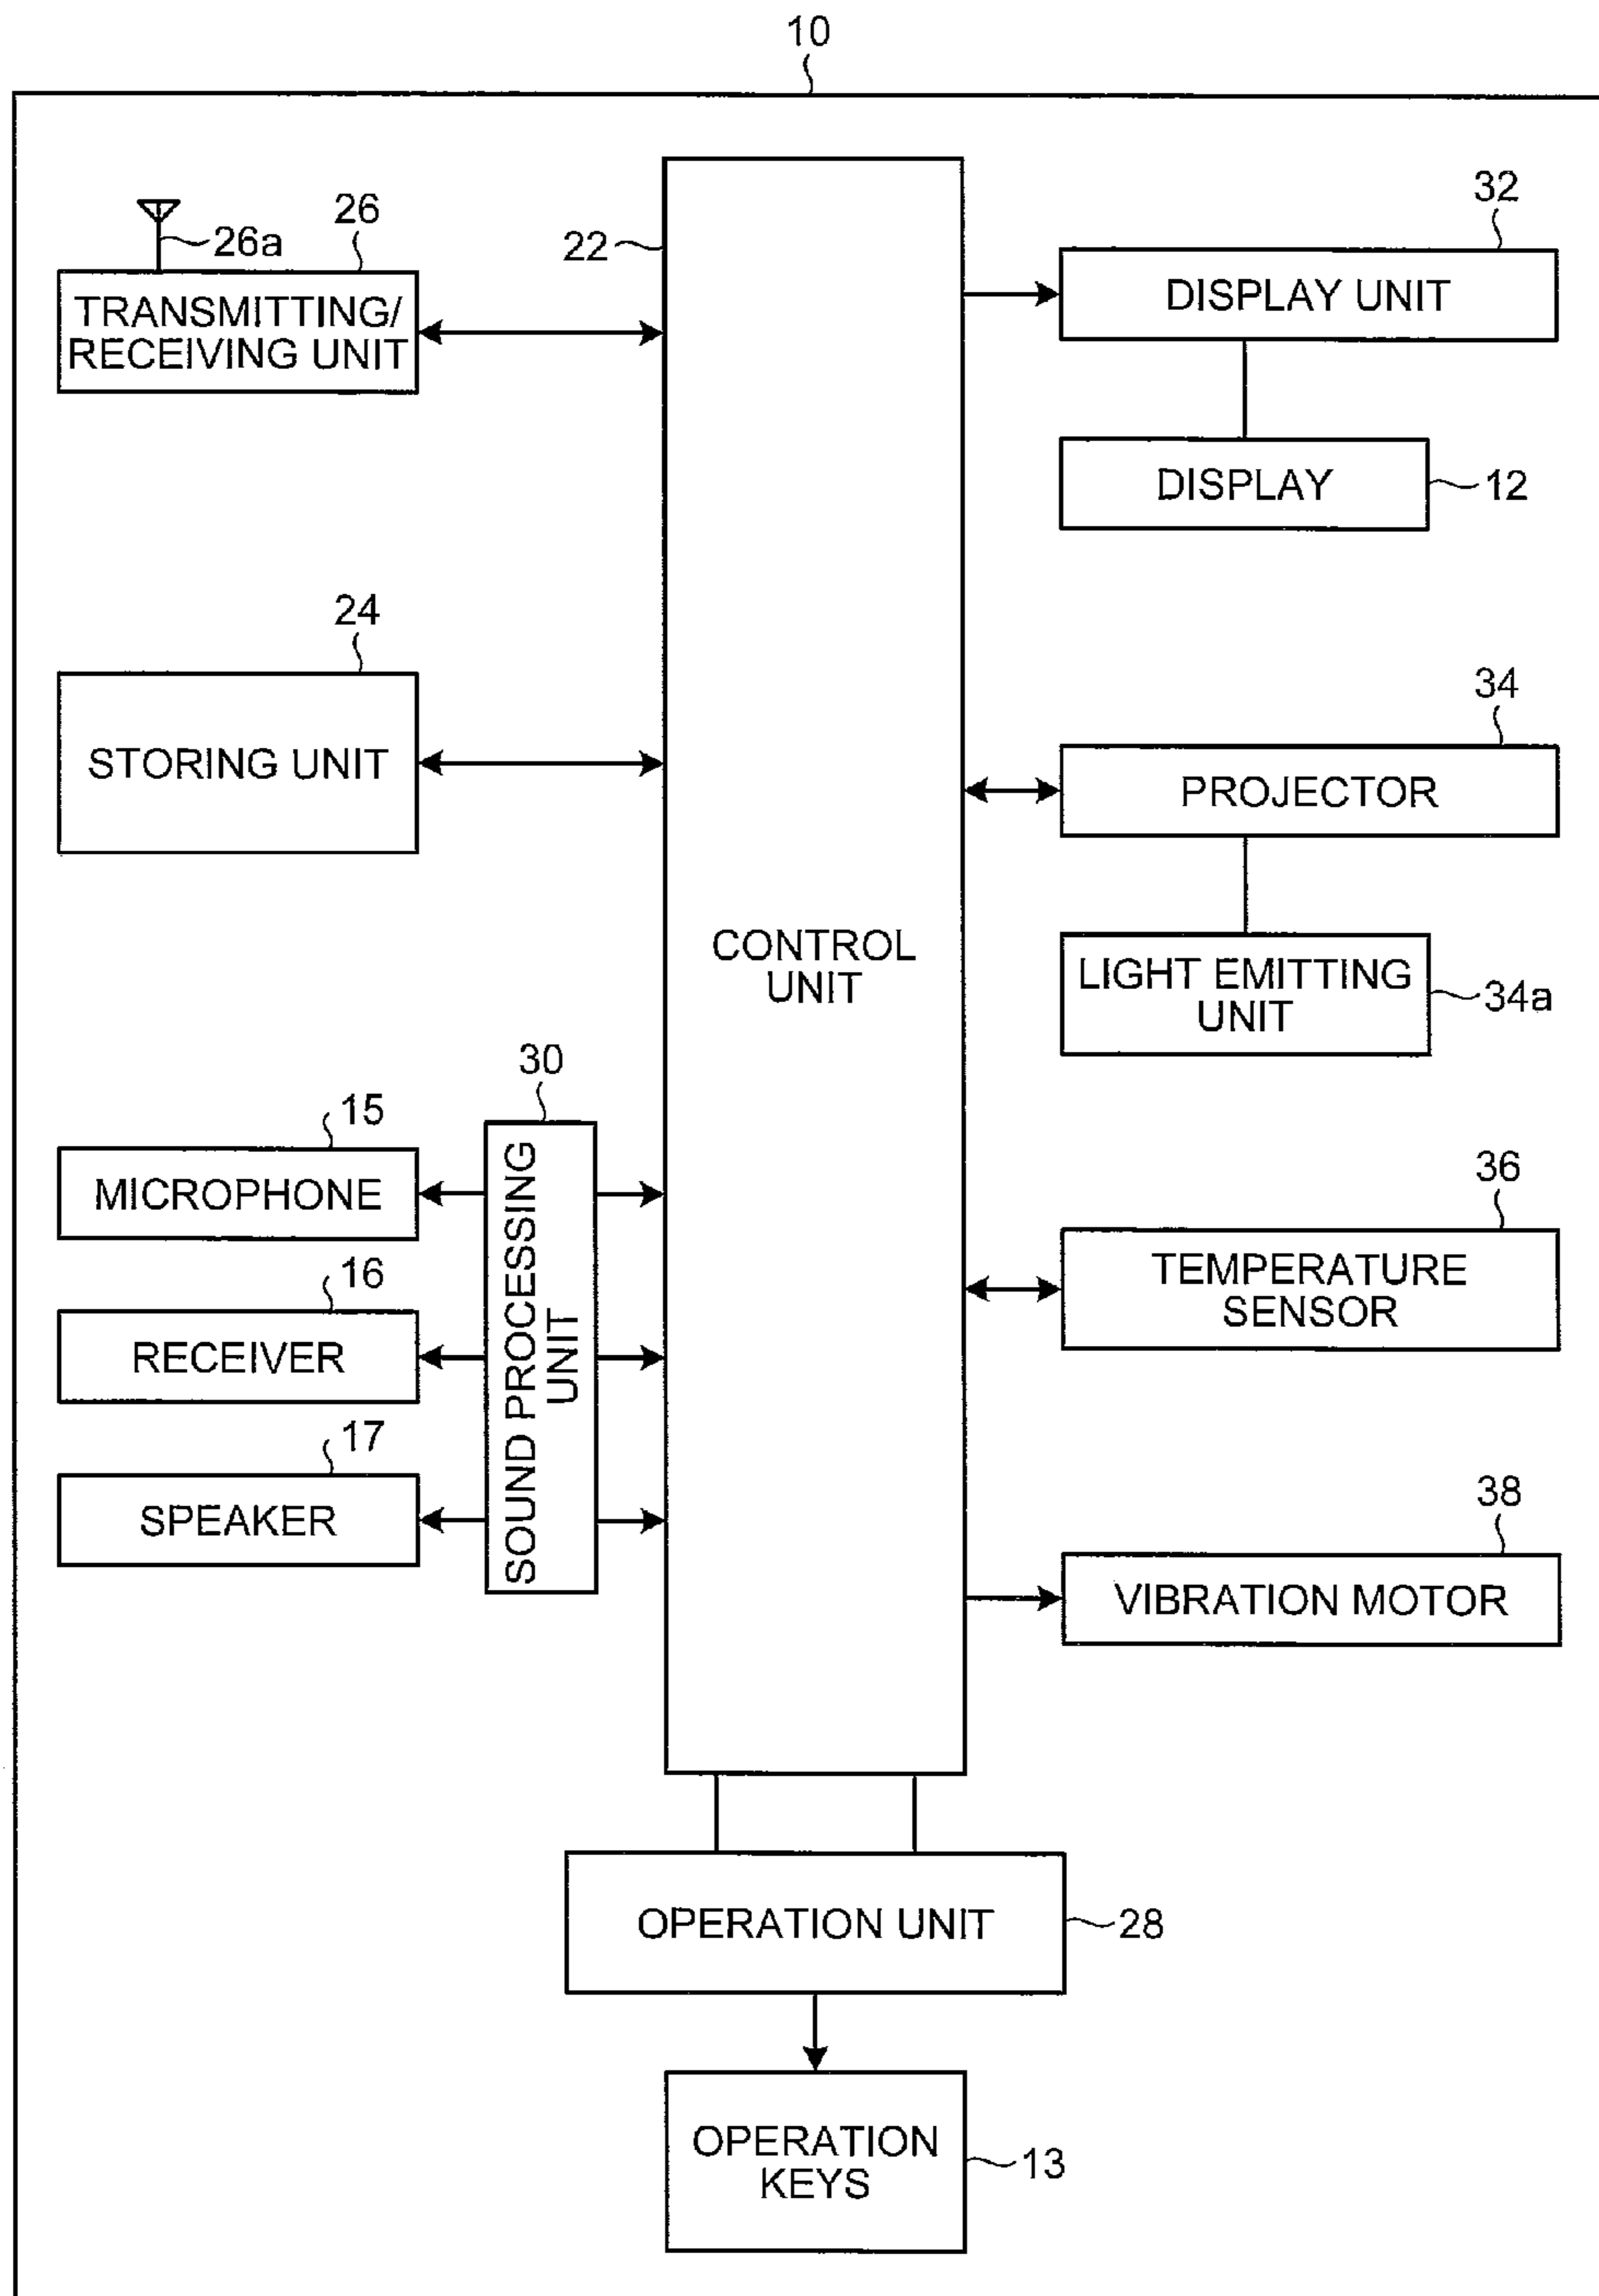 10
26
26a
TRANSMITTING/
RECEIVING UNIT
22
32
DISPLAY UNIT
DISPLAY
12
24
STORING UNIT
34
PROJECTOR
CONTROL
UNIT
LIGHT EMITTING
UNIT
34a
30
SOUND PROCESSING
UNIT
15
MICROPHONE
16
RECEIVER
17
SPEAKER
36
TEMPERATURE
SENSOR
38
VIBRATION MOTOR
OPERATION UNIT
28
OPERATION
KEYS
13